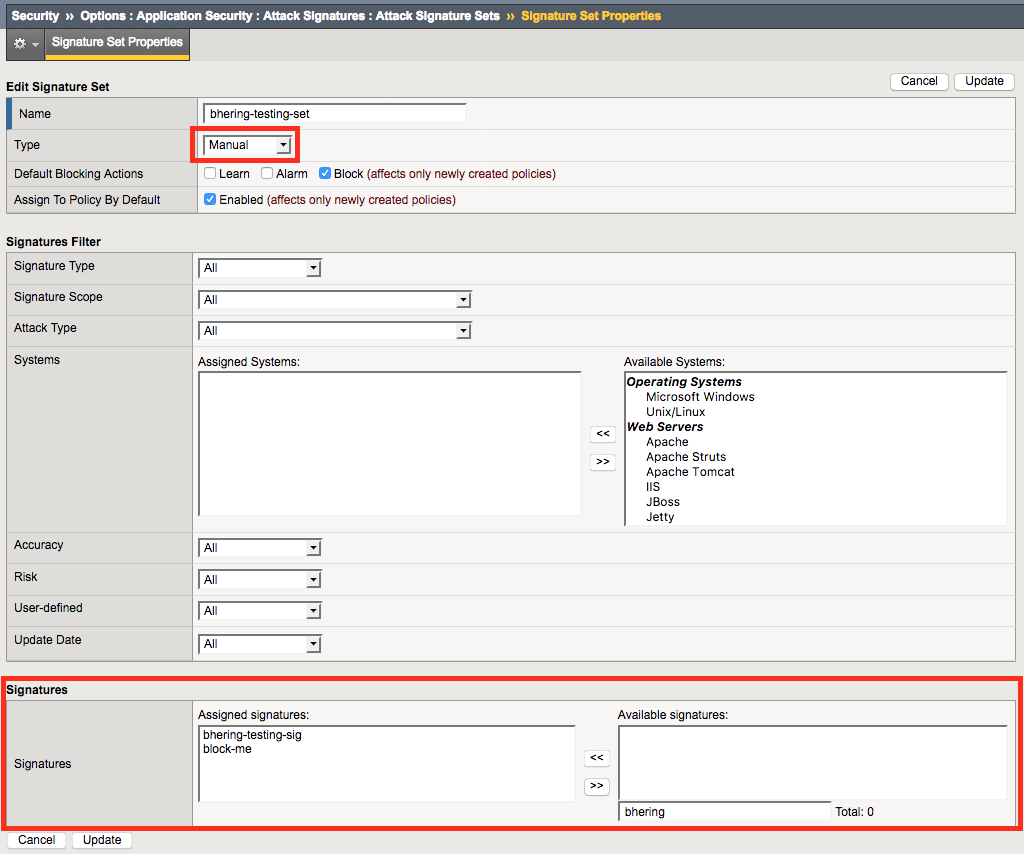 Security ›› Options : Application Security : Attack Signatures : Attack Signature Sets ›› Signature Set Properties
Signature Set Properties
Edit Signature Set
Cancel Update
Name bhering-testing-set
Type Manual
Default Blocking Actions Learn Alarm Block (affects only newly created policies)
Assign To Policy By Default Enabled (affects only newly created policies)
Signatures Filter
Signature Type All
Signature Scope All
Attack Type All
Systems Assigned Systems: Available Systems:
Operating Systems
Microsoft Windows
Unix/Linux
Web Servers
<<
Apache
Apache Struts
>>
Apache Tomcat
IIS
JBoss
Jetty
Accuracy All
Risk All
User-defined All
Update Date All
Signatures
Assigned signatures: Available signatures:
bhering-testing-sig
block-me
<<
Signatures
>>
bhering Total: 0
Cancel Update